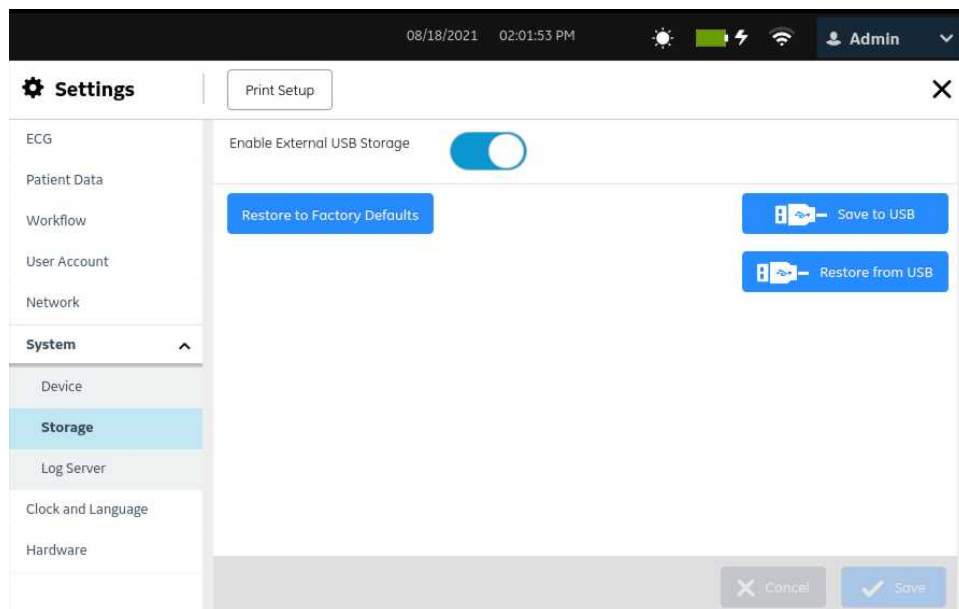 08/18/2021 02:01:53 PM Admin
Settings
Print Setup
ECG
Patient Data
Workflow
User Account
Network
System
Device
Storage
Log Server
Clock and Language
Hardware
Enable External USB Storage
Restore to Factory Defaults
Save to USB
Restore from USB
Cancel
Save